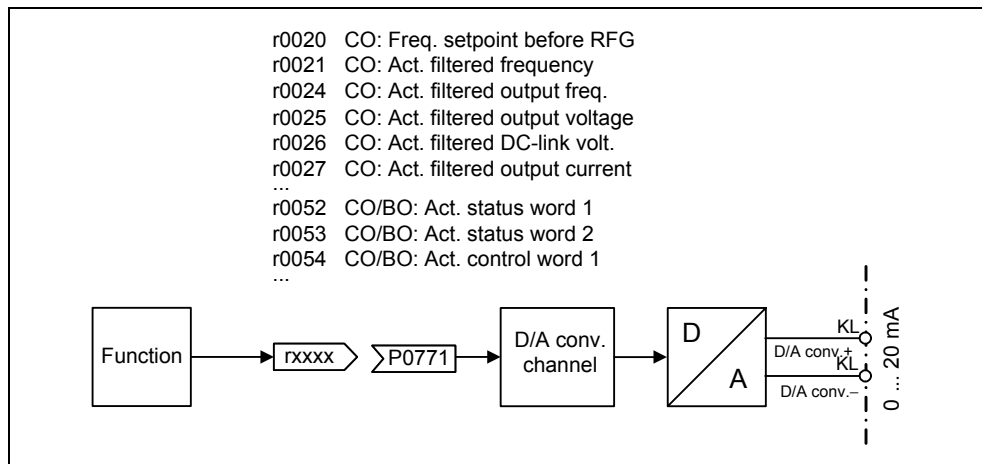 r0020 CO: Freq. setpoint before RFG
r0021 CO: Act. filtered frequency
r0024 CO: Act. filtered output freq.
r0025 CO: Act. filtered output voltage
r0026 CO: Act. filtered DC-link volt.
r0027 CO: Act. filtered output current
...
r0052 CO/BO: Act. status word 1
r0053 CO/BO: Act. status word 2
r0054 CO/BO: Act. control word 1
...
Function
rxxxx
P0771
D/A conv.
channel
D
A
KL
D/A conv.+
KL
D/A conv.−
0 ... 20 mA